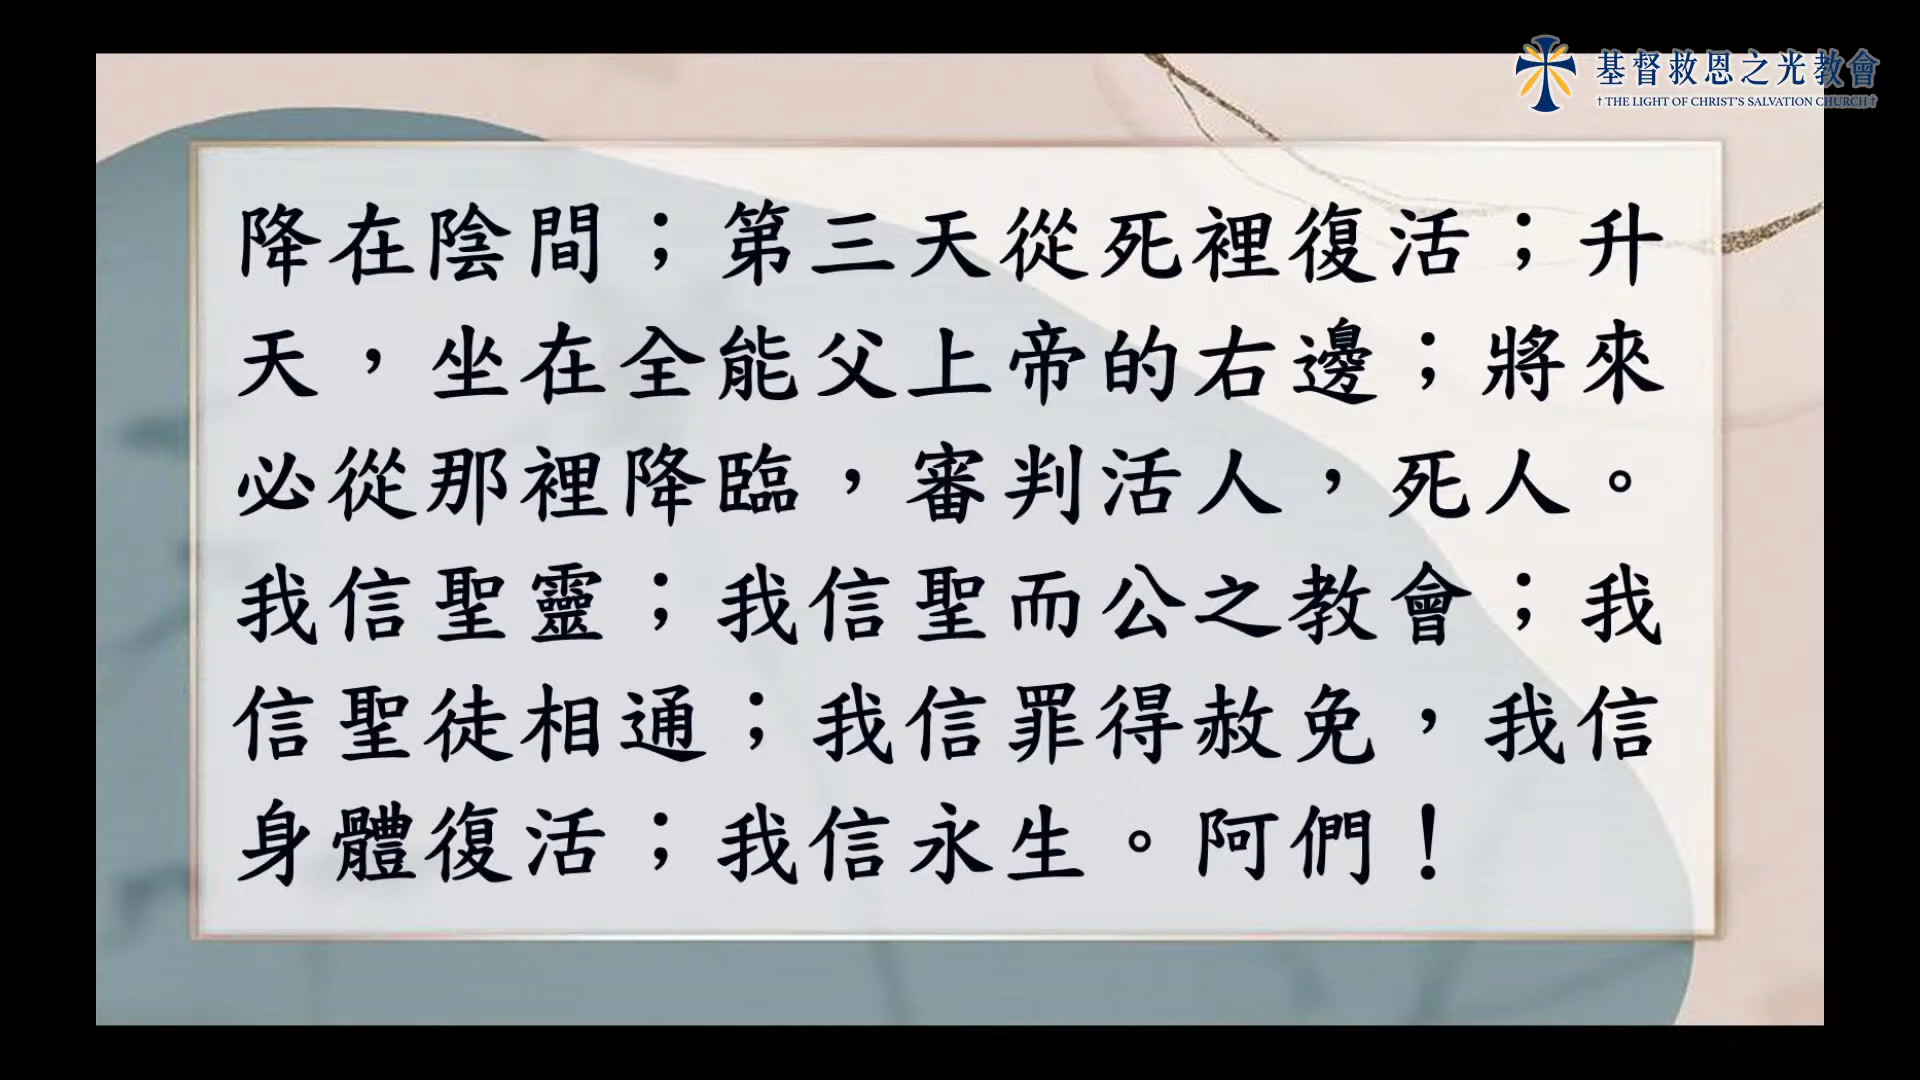 基督救恩之光教會
†THE LIGHT OF CHRIST'S SALVATION CHURCH†
降在陰間；第三天從死裡復活；升
天，坐在全能父上帝的右邊；將來
必從那裡降臨，審判活人，死人。
我信聖靈；我信聖而公之教會；我
信聖徒相通；我信罪得赦免，我信
身體復活；我信永生。阿們！